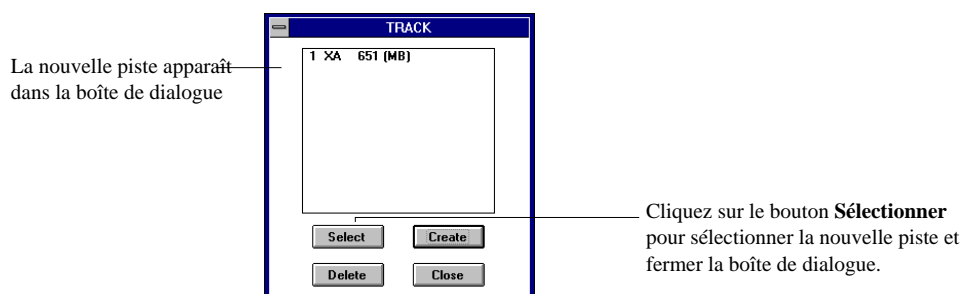 TRACK
1 XA 651 (MB)
La nouvelle piste apparaît
dans la boîte de dialogue
Select
Create
Delete
Close
Cliquez sur le bouton Sélectionner
pour sélectionner la nouvelle piste et
fermer la boîte de dialogue.